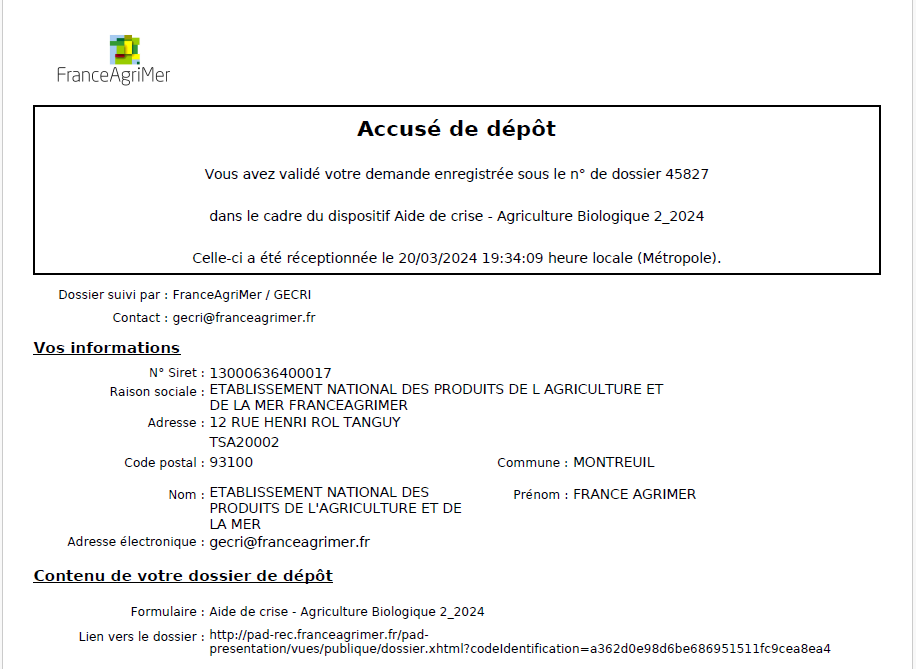 FranceAgriMer
Accusé de dépôt
Vous avez validé votre demande enregistrée sous le n° de dossier 45827
dans le cadre du dispositif Aide de crise - Agriculture Biologique 2_2024
Celle-ci a été réceptionnée le 20/03/2024 19:34:09 heure locale (Métropole).
Dossier suivi par : FranceAgriMer / GECRI
Contact : gecri@franceagrimer.fr
Vos informations
N° Siret : 13000636400017
Raison sociale : ETABLISSEMENT NATIONAL DES PRODUITS DE L AGRICULTURE ET
DE LA MER FRANCEAGRIMER
Adresse : 12 RUE HENRI ROL TANGUY
TSA20002
Code postal : 93100 Commune : MONTREUIL
Nom : ETABLISSEMENT NATIONAL DES Prénom : FRANCE AGRIMER
PRODUITS DE L'AGRICULTURE ET DE
LA MER
Adresse électronique : gecri@franceagrimer.fr
Contenu de votre dossier de dépôt
Formulaire : Aide de crise - Agriculture Biologique 2_2024
Lien vers le dossier : http://pad-rec.franceagrimer.fr/pad-
presentation/vues/publique/dossier.xhtml?codeIdentification=a362d0e98d6be686951511fc9cea8ea4